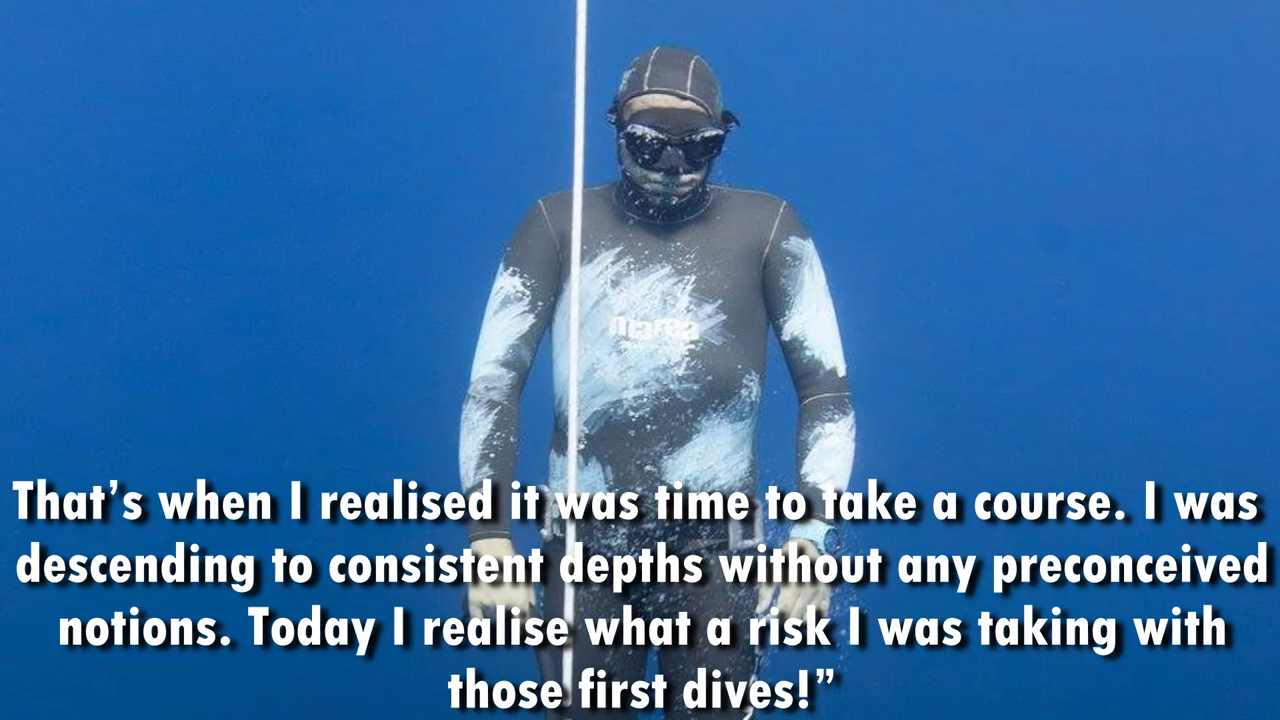 That’s when I realised it was time to take a course. I was
descending to consistent depths without any preconceived
notions. Today I realise what a risk I was taking with
those first dives!”